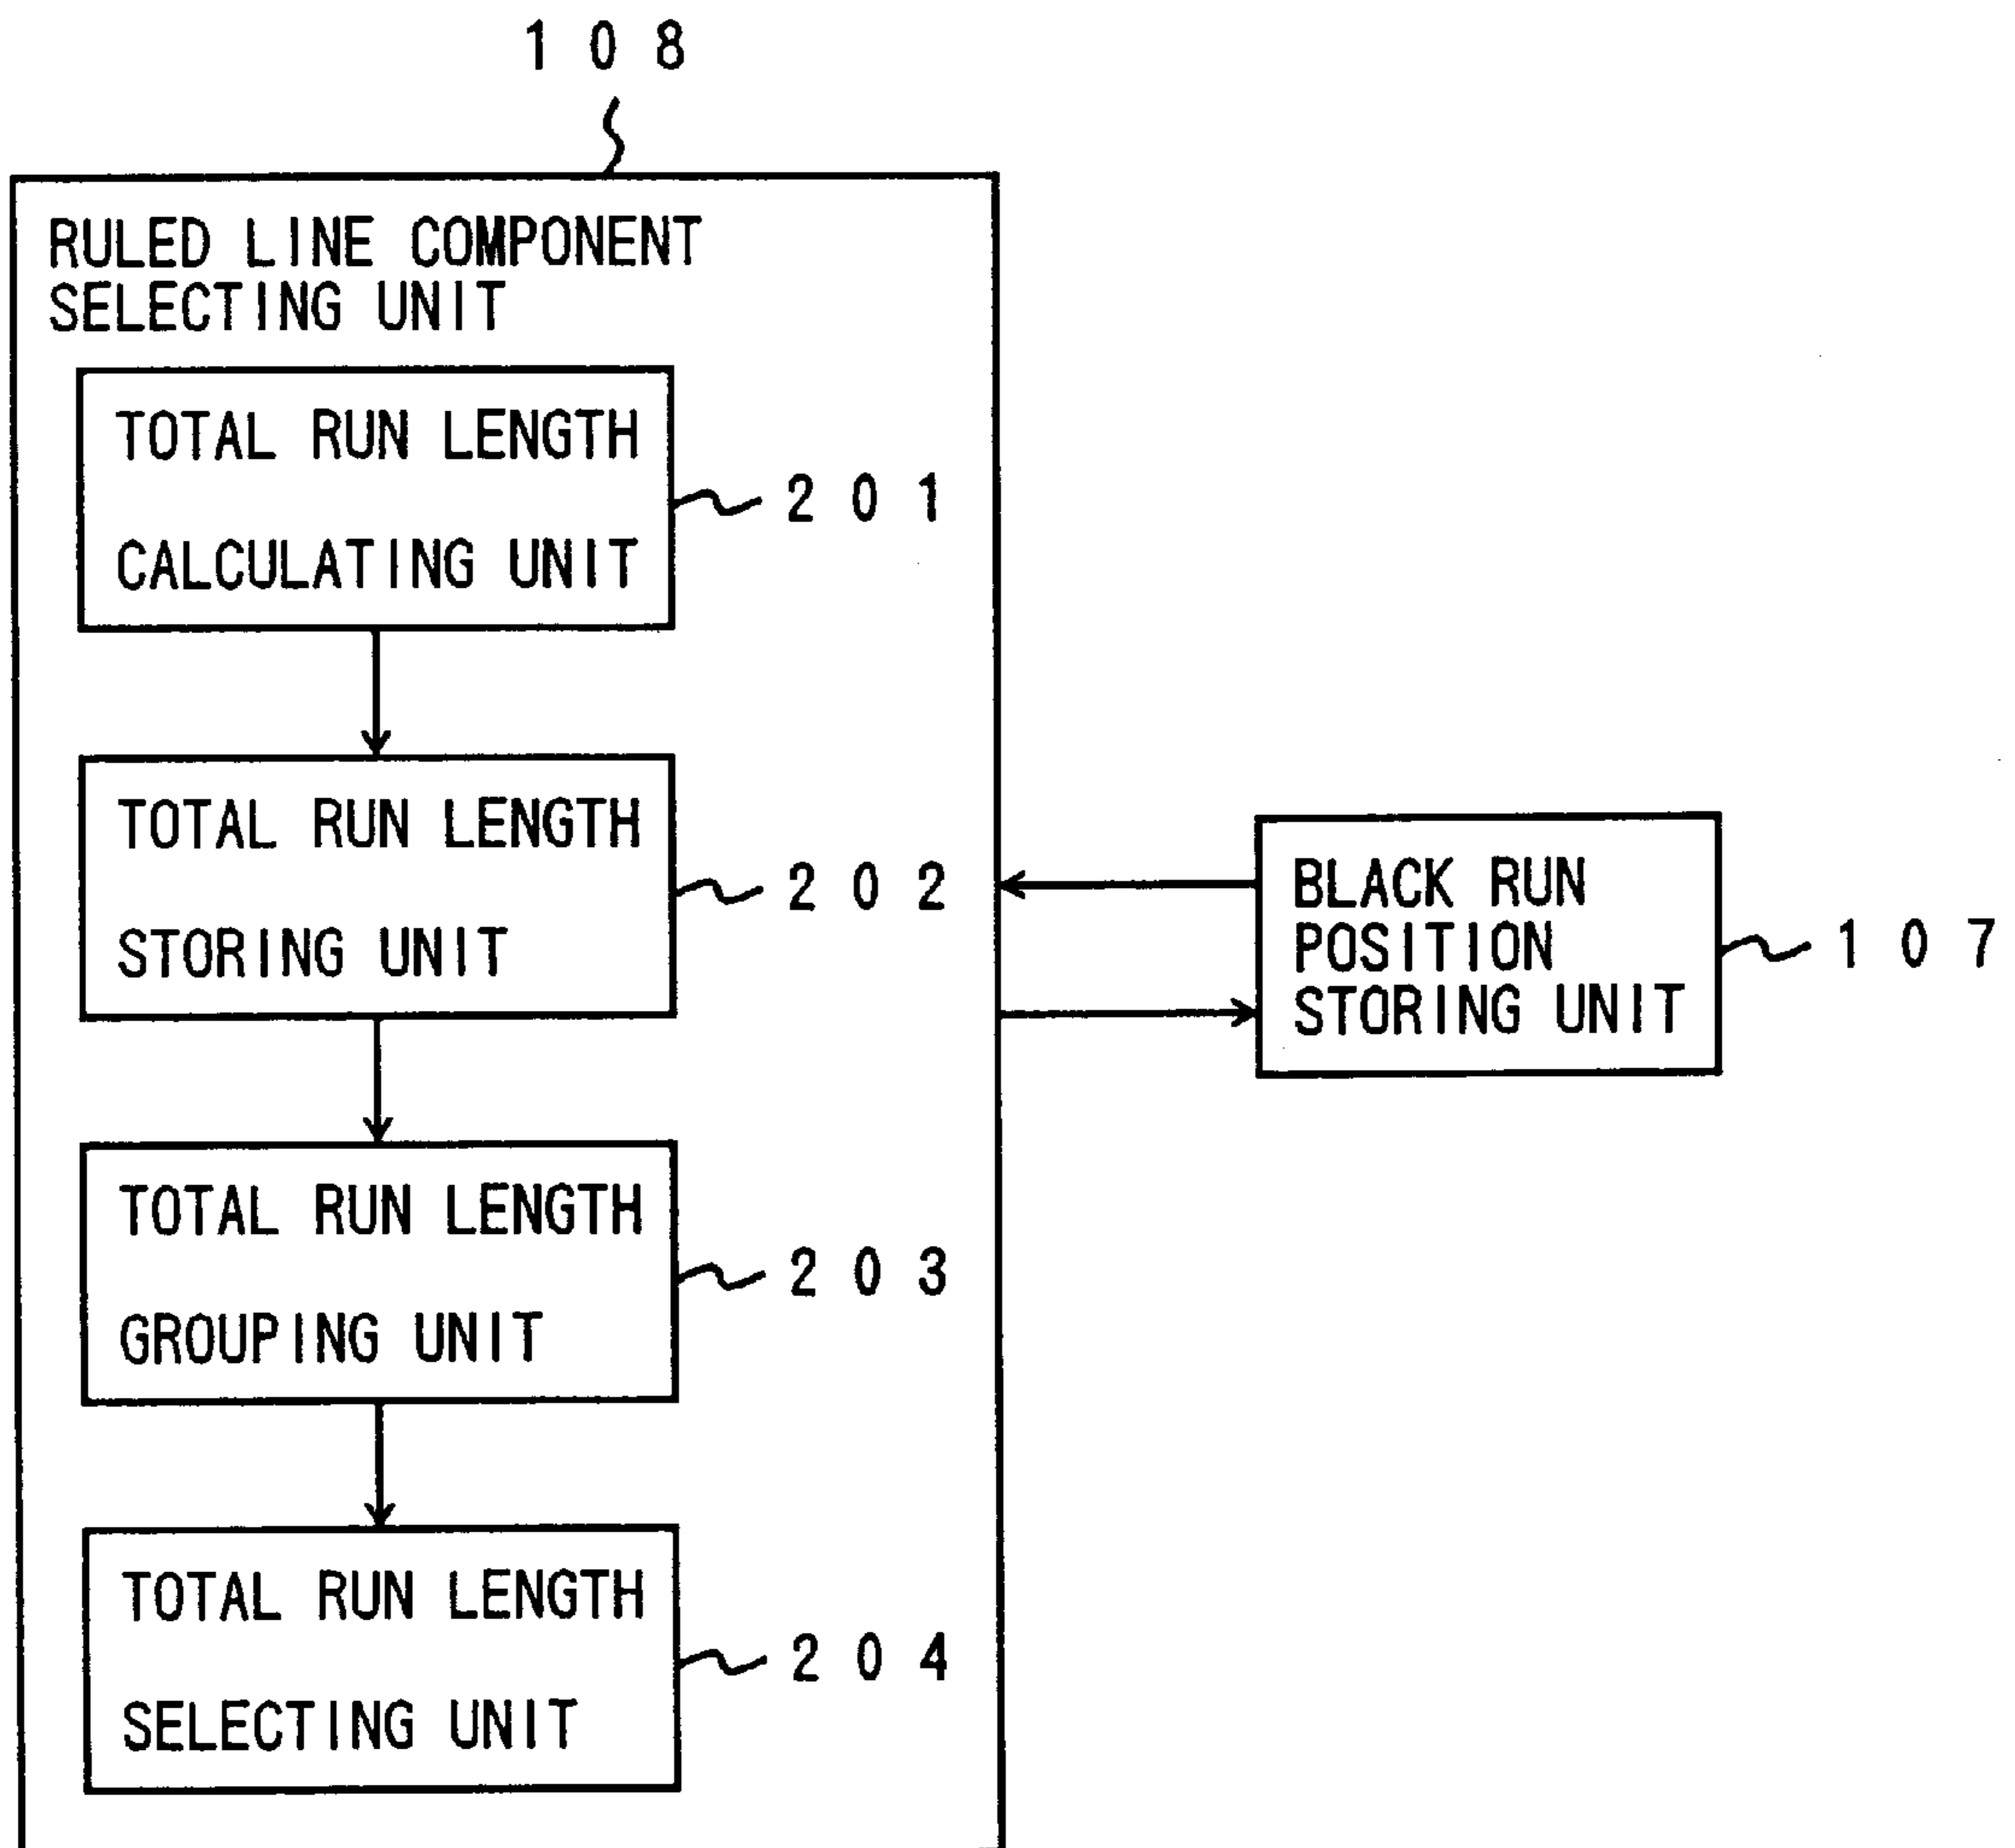 108
RULED LINE COMPONENT
SELECTING UNIT
TOTAL RUN LENGTH
CALCULATING UNIT
201
TOTAL RUN LENGTH
STORING UNIT
202
BLACK RUN
POSITION
STORING UNIT
107
TOTAL RUN LENGTH
GROUPING UNIT
203
TOTAL RUN LENGTH
SELECTING UNIT
204